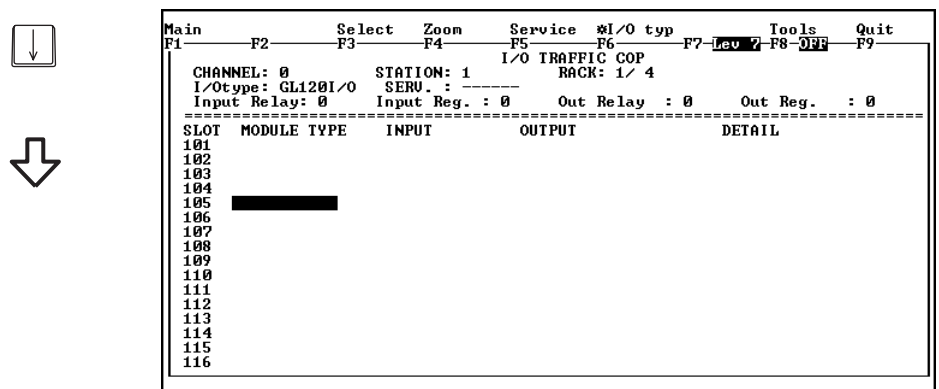 Main Select Zoom Service *I/O typ Tools Quit
F1 F2 F3 F4 F5 F6 F7 Lev 7 F8 OFF F9
I/O TRAFFIC COP
CHANNEL: 0 STATION: 1 RACK: 1/ 4
I/Otype: GL120I/O SERV. : ------
Input Relay: 0 Input Reg. : 0 Out Relay : 0 Out Reg. : 0
SLOT MODULE TYPE INPUT OUTPUT DETAIL
101
102
103
104
105
106
107
108
109
110
111
112
113
114
115
116